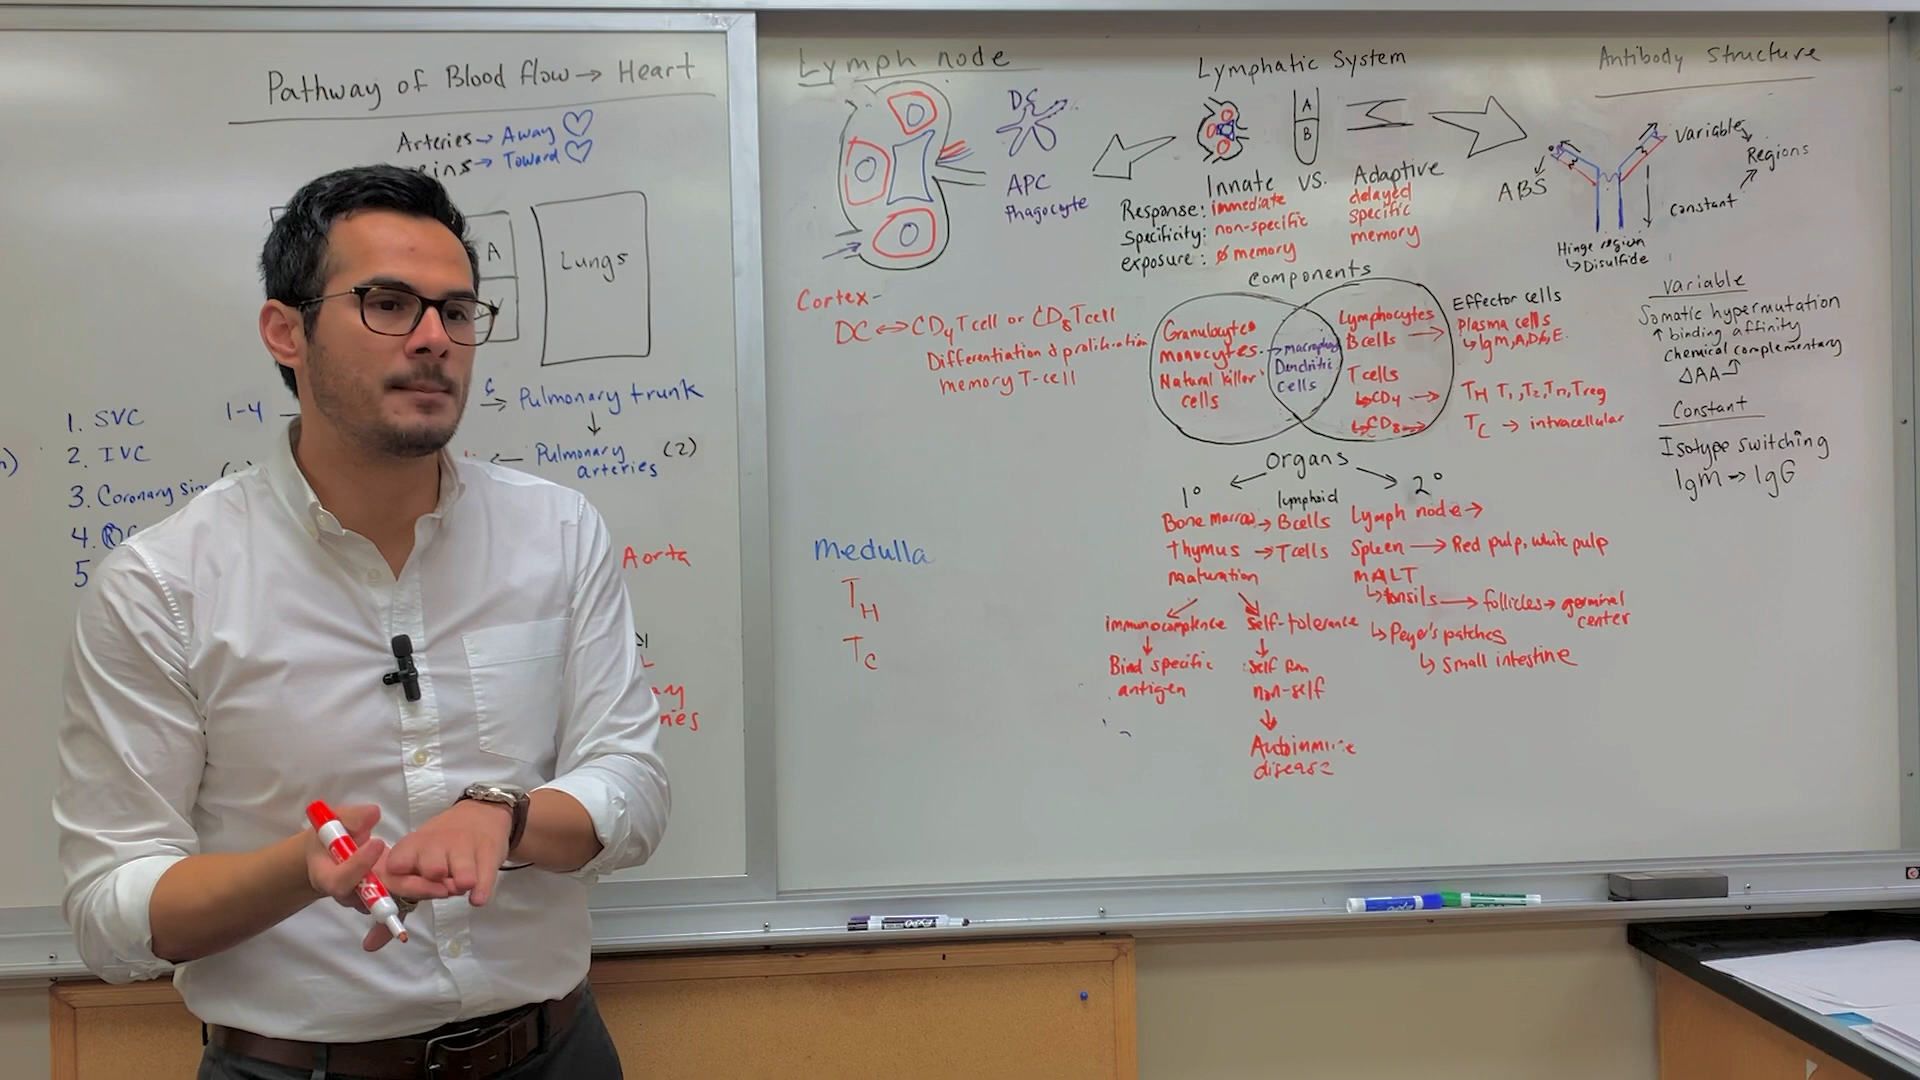 Pathway of Blood flow → Heart
Arteries → Away ♡
eins → Toward ♡
A
Lungs
1. SVC
2. IVC
3. Coronary Sin
4. R
5
1-4
Pulmonary trunk
↓
← Pulmonary arteries (2)
Aorta
Lymph node
DC
APC
Phagocyte
Cortex-
DC ↔ CD4 T cell or CD8 T cell
Differentiation & proliferation
memory T-cell
Medulla
TH
TC
Lymphatic System
A
B
Innate vs. Adaptive
Response: immediate delayed
Specificity: non-specific specific
exposure: ø memory memory
Components
Granulocytes
monocytes → macrophag
Natural killer cells
Dendritic cells
Lymphocytes
B cells →
T cells
↳ CD4 →
↳ CD8 →
Effector cells
Plasma cells
↳ IgM, A, D, G, E.
TH T1, T2, T17, Treg
TC → intracellular
Organs
1° lymphoid 2°
Bone marrow → B cells
Thymus → T cells
maturation
immunocompetence
↓
Bind specific antigen
Self-tolerance
↓
Self from non-self
↓
Autoimmune disease
Lymph node →
Spleen → Red pulp, white pulp
MALT
↳ tonsils → follicles → germinal center
↳ Peyer's patches
↳ Small intestine
Antibody Structure
Variable
Regions
Constant
ABS
Hinge region
↳ Disulfide
Variable
Somatic hypermutation
↑ binding affinity
Chemical complementary
ΔAA
Constant
Isotype switching
IgM → IgG